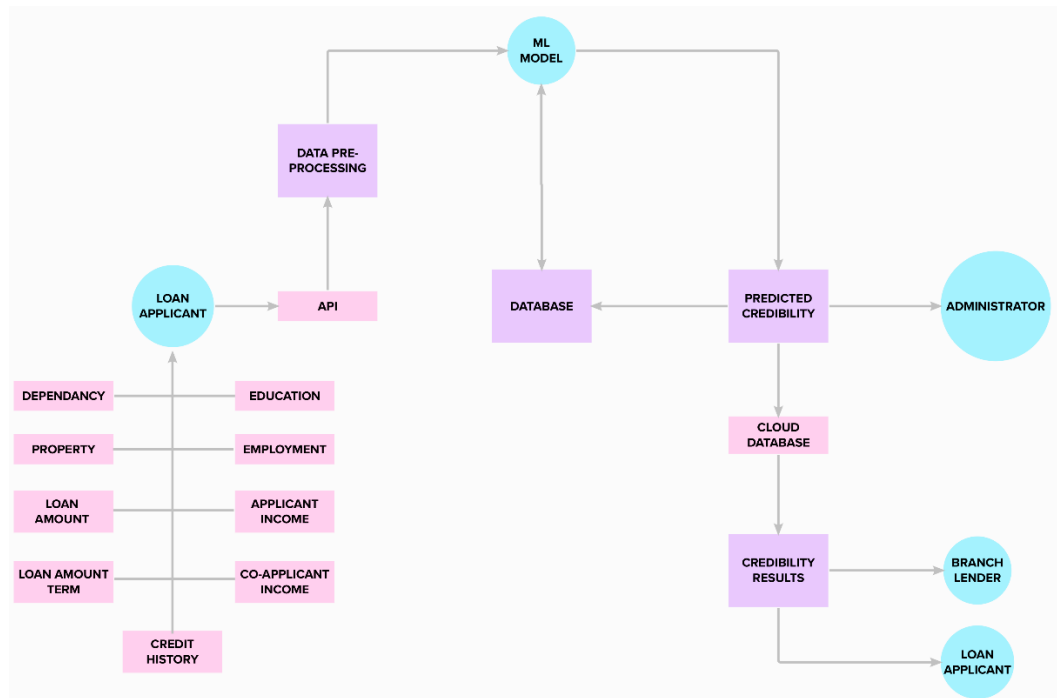 ML
MODEL
DATA PRE-
PROCESSING
LOAN
APPLICANT
API
DATABASE
PREDICTED
CREDIBILITY
ADMINISTRATOR
DEPENDANCY
EDUCATION
PROPERTY
EMPLOYMENT
LOAN
AMOUNT
APPLICANT
INCOME
LOAN AMOUNT
TERM
CO-APPLICANT
INCOME
CREDIT
HISTORY
CLOUD
DATABASE
CREDIBILITY
RESULTS
BRANCH
LENDER
LOAN
APPLICANT